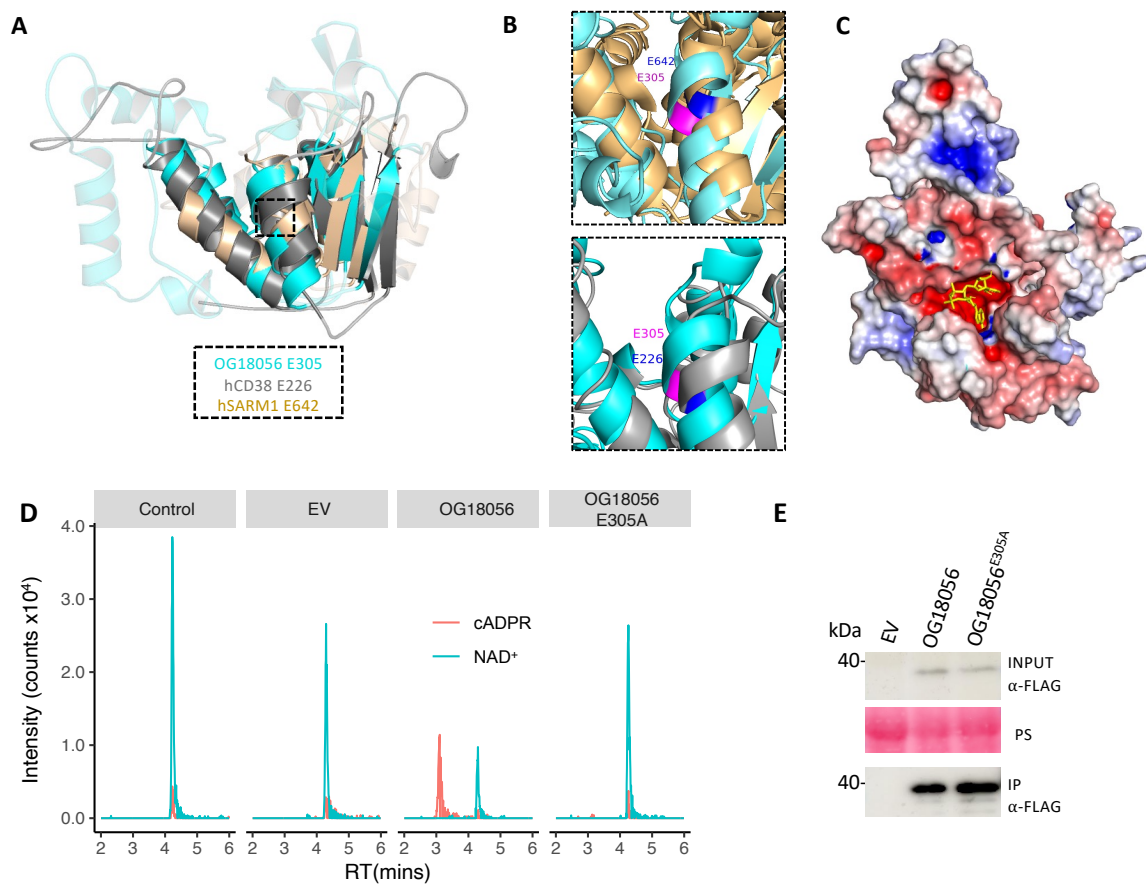 A
OG18056 E305
hCD38 E226
hSARM1 E642
B
E642
E305
E305
E226
C
D
Control
EV
OG18056
OG18056
E305A
4.0
3.0
2.0
1.0
0.0
Intensity (counts x10⁴)
cADPR
NAD⁺
2 3 4 5 6
2 3 4 5 6
2 3 4 5 6
2 3 4 5 6
RT(mins)
E
kDa
EV
OG18056
OG18056ᴱ³⁰⁵ᴬ
40-
INPUT
α-FLAG
PS
40-
IP
α-FLAG